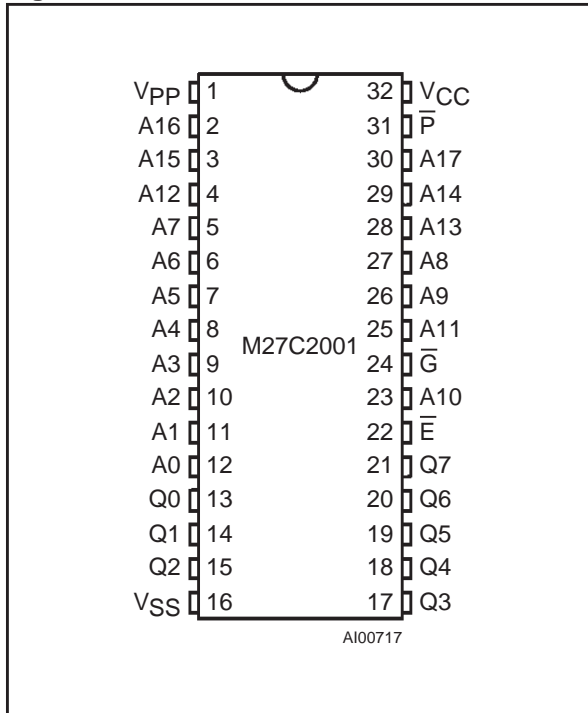 VPP 1 32 VCC
A16 2 31 P̅
A15 3 30 A17
A12 4 29 A14
A7 5 28 A13
A6 6 27 A8
A5 7 26 A9
A4 8 25 A11
M27C2001
A3 9 24 G̅
A2 10 23 A10
A1 11 22 E̅
A0 12 21 Q7
Q0 13 20 Q6
Q1 14 19 Q5
Q2 15 18 Q4
VSS 16 17 Q3
AI00717